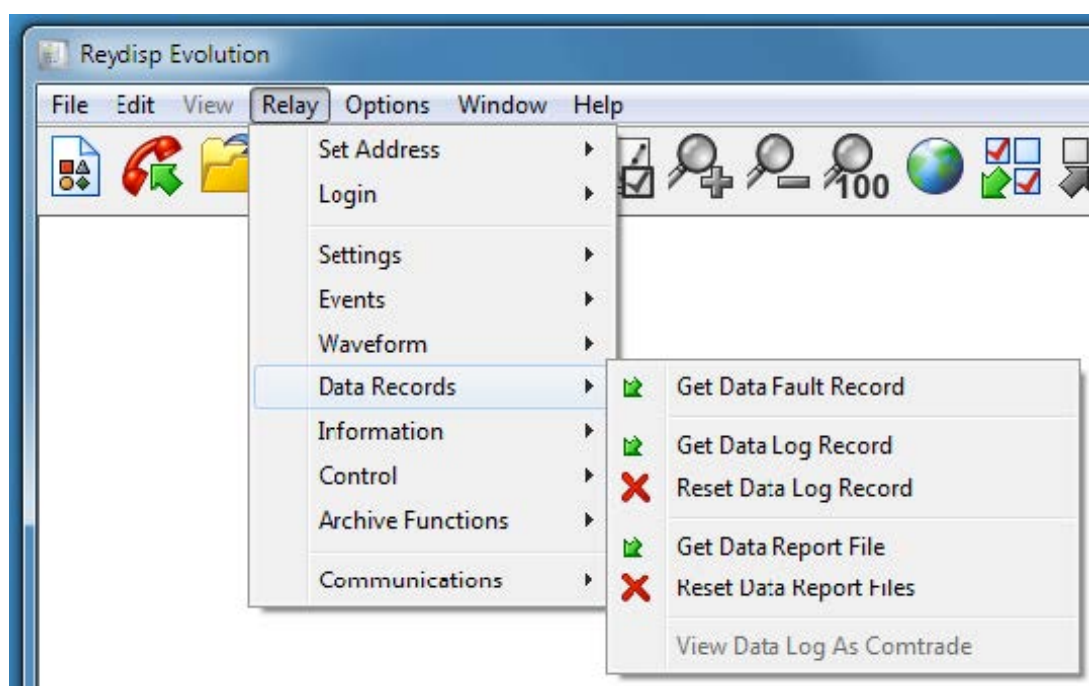 Reydisp Evolution
File Edit View Relay Options Window Help
100
Set Address
Login
Settings
Events
Waveform
Data Records
Information
Control
Archive Functions
Communications
Get Data Fault Record
Get Data Log Record
Reset Data Log Record
Get Data Report File
Reset Data Report Files
View Data Log As Comtrade